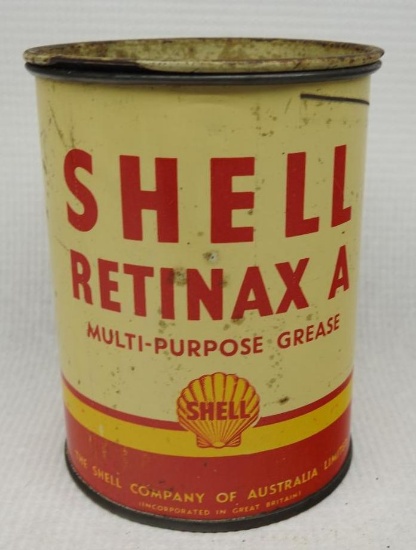 SHELL
RETINAX A
MULTI-PURPOSE GREASE
SHELL
THE SHELL COMPANY OF AUSTRALIA LIMITED
(INCORPORATED IN GREAT BRITAIN)